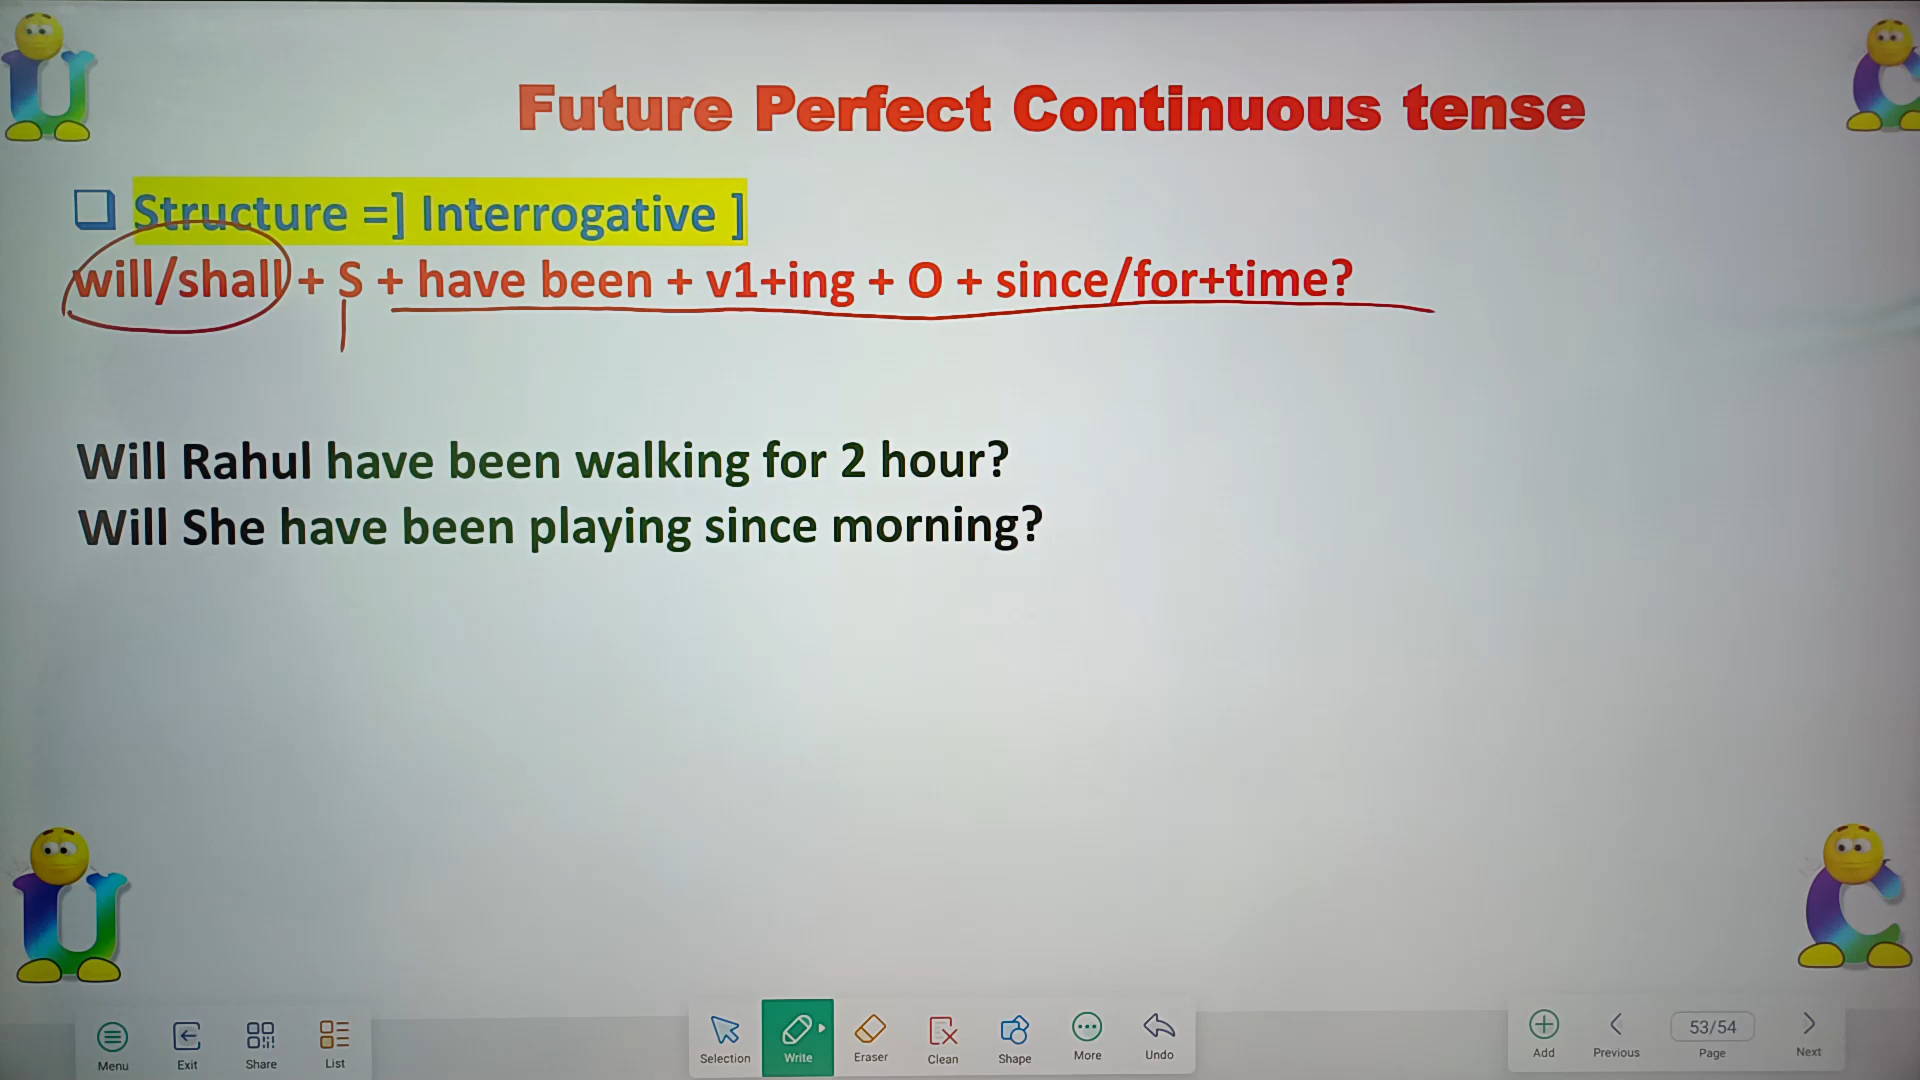 Future Perfect Continuous tense
Structure =] Interrogative ]
will/shall + S + have been + v1+ing + O + since/for+time?
Will Rahul have been walking for 2 hour?
Will She have been playing since morning?
Menu
Exit
Share
List
Selection
Write
Eraser
Clean
Shape
More
Undo
Add
Previous
53/54
Page
Next